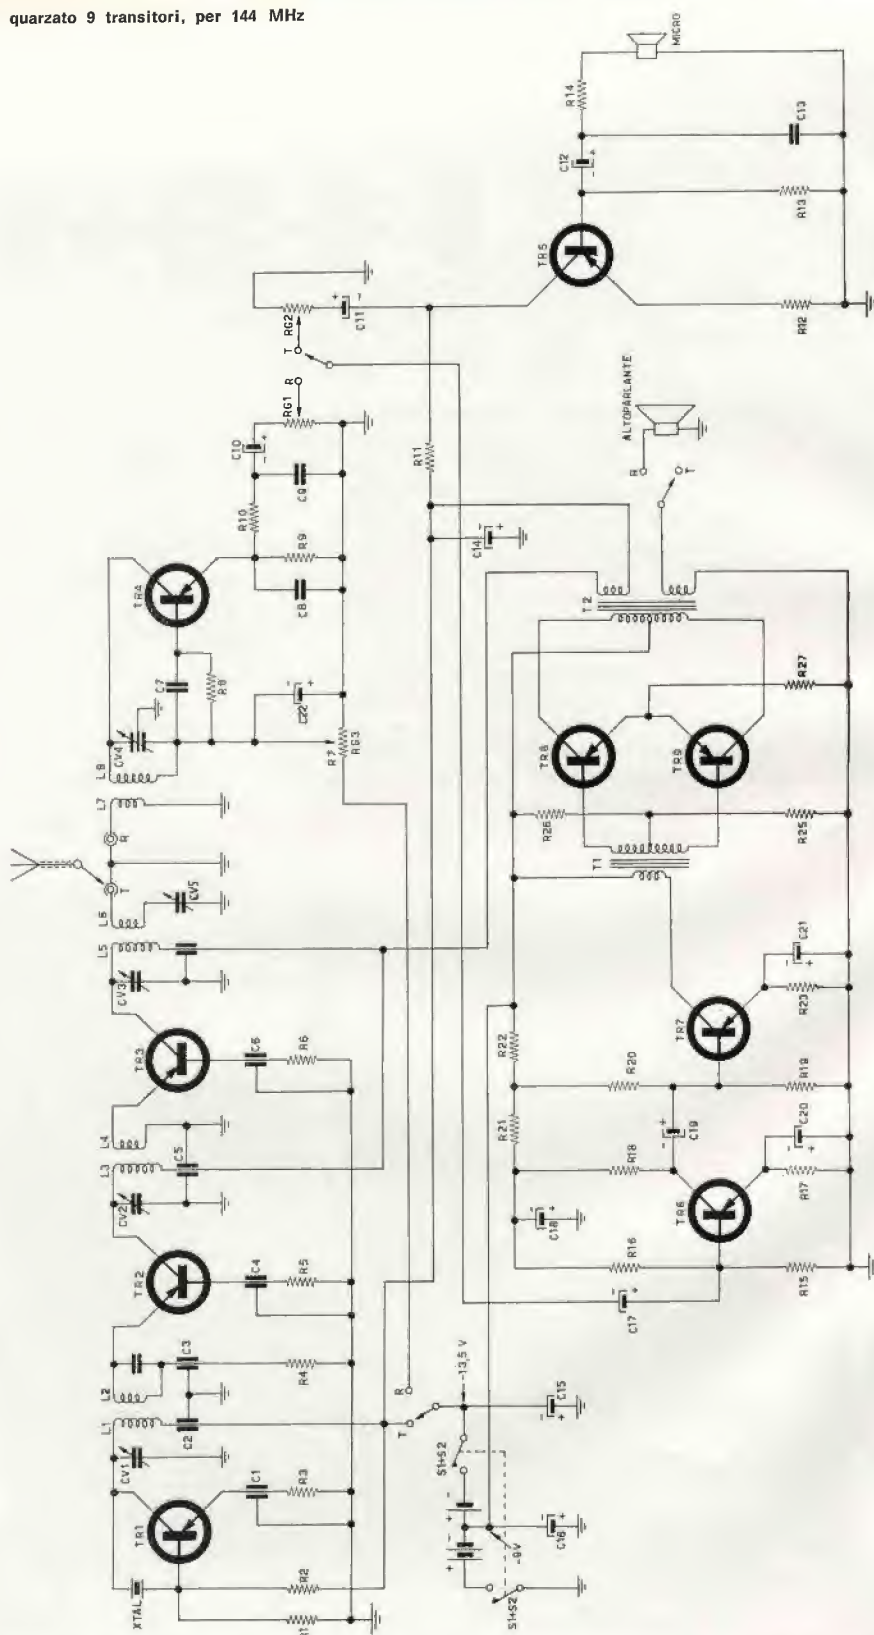 quarzato 9 transitori, per 144 MHz
MICRO
R14
C13
C12
R13
TR5
R12
T
RG2
C11
R
RG1
C10
C9
R10
R9
C8
TR4
C7
R8
C22
R7
RG3
CV4
L8
L7
R
T
L6
CV5
L5
CV3
TR3
C6
R6
L4
L3
C5
CV2
TR2
C4
R5
L2
C3
R4
L1
C2
CV1
TR1
C1
R3
XTAL
R2
R1
R11
C14
ALTOPARLANTE
R
T
T2
R27
TR8
TR9
R26
R25
T1
C21
R23
TR7
R22
R20
R19
R21
C19
C20
R18
R17
TR6
C18
R16
R15
C17
R
T
-13,5 V
C15
S1+S2
C16
-9V
S1+S2